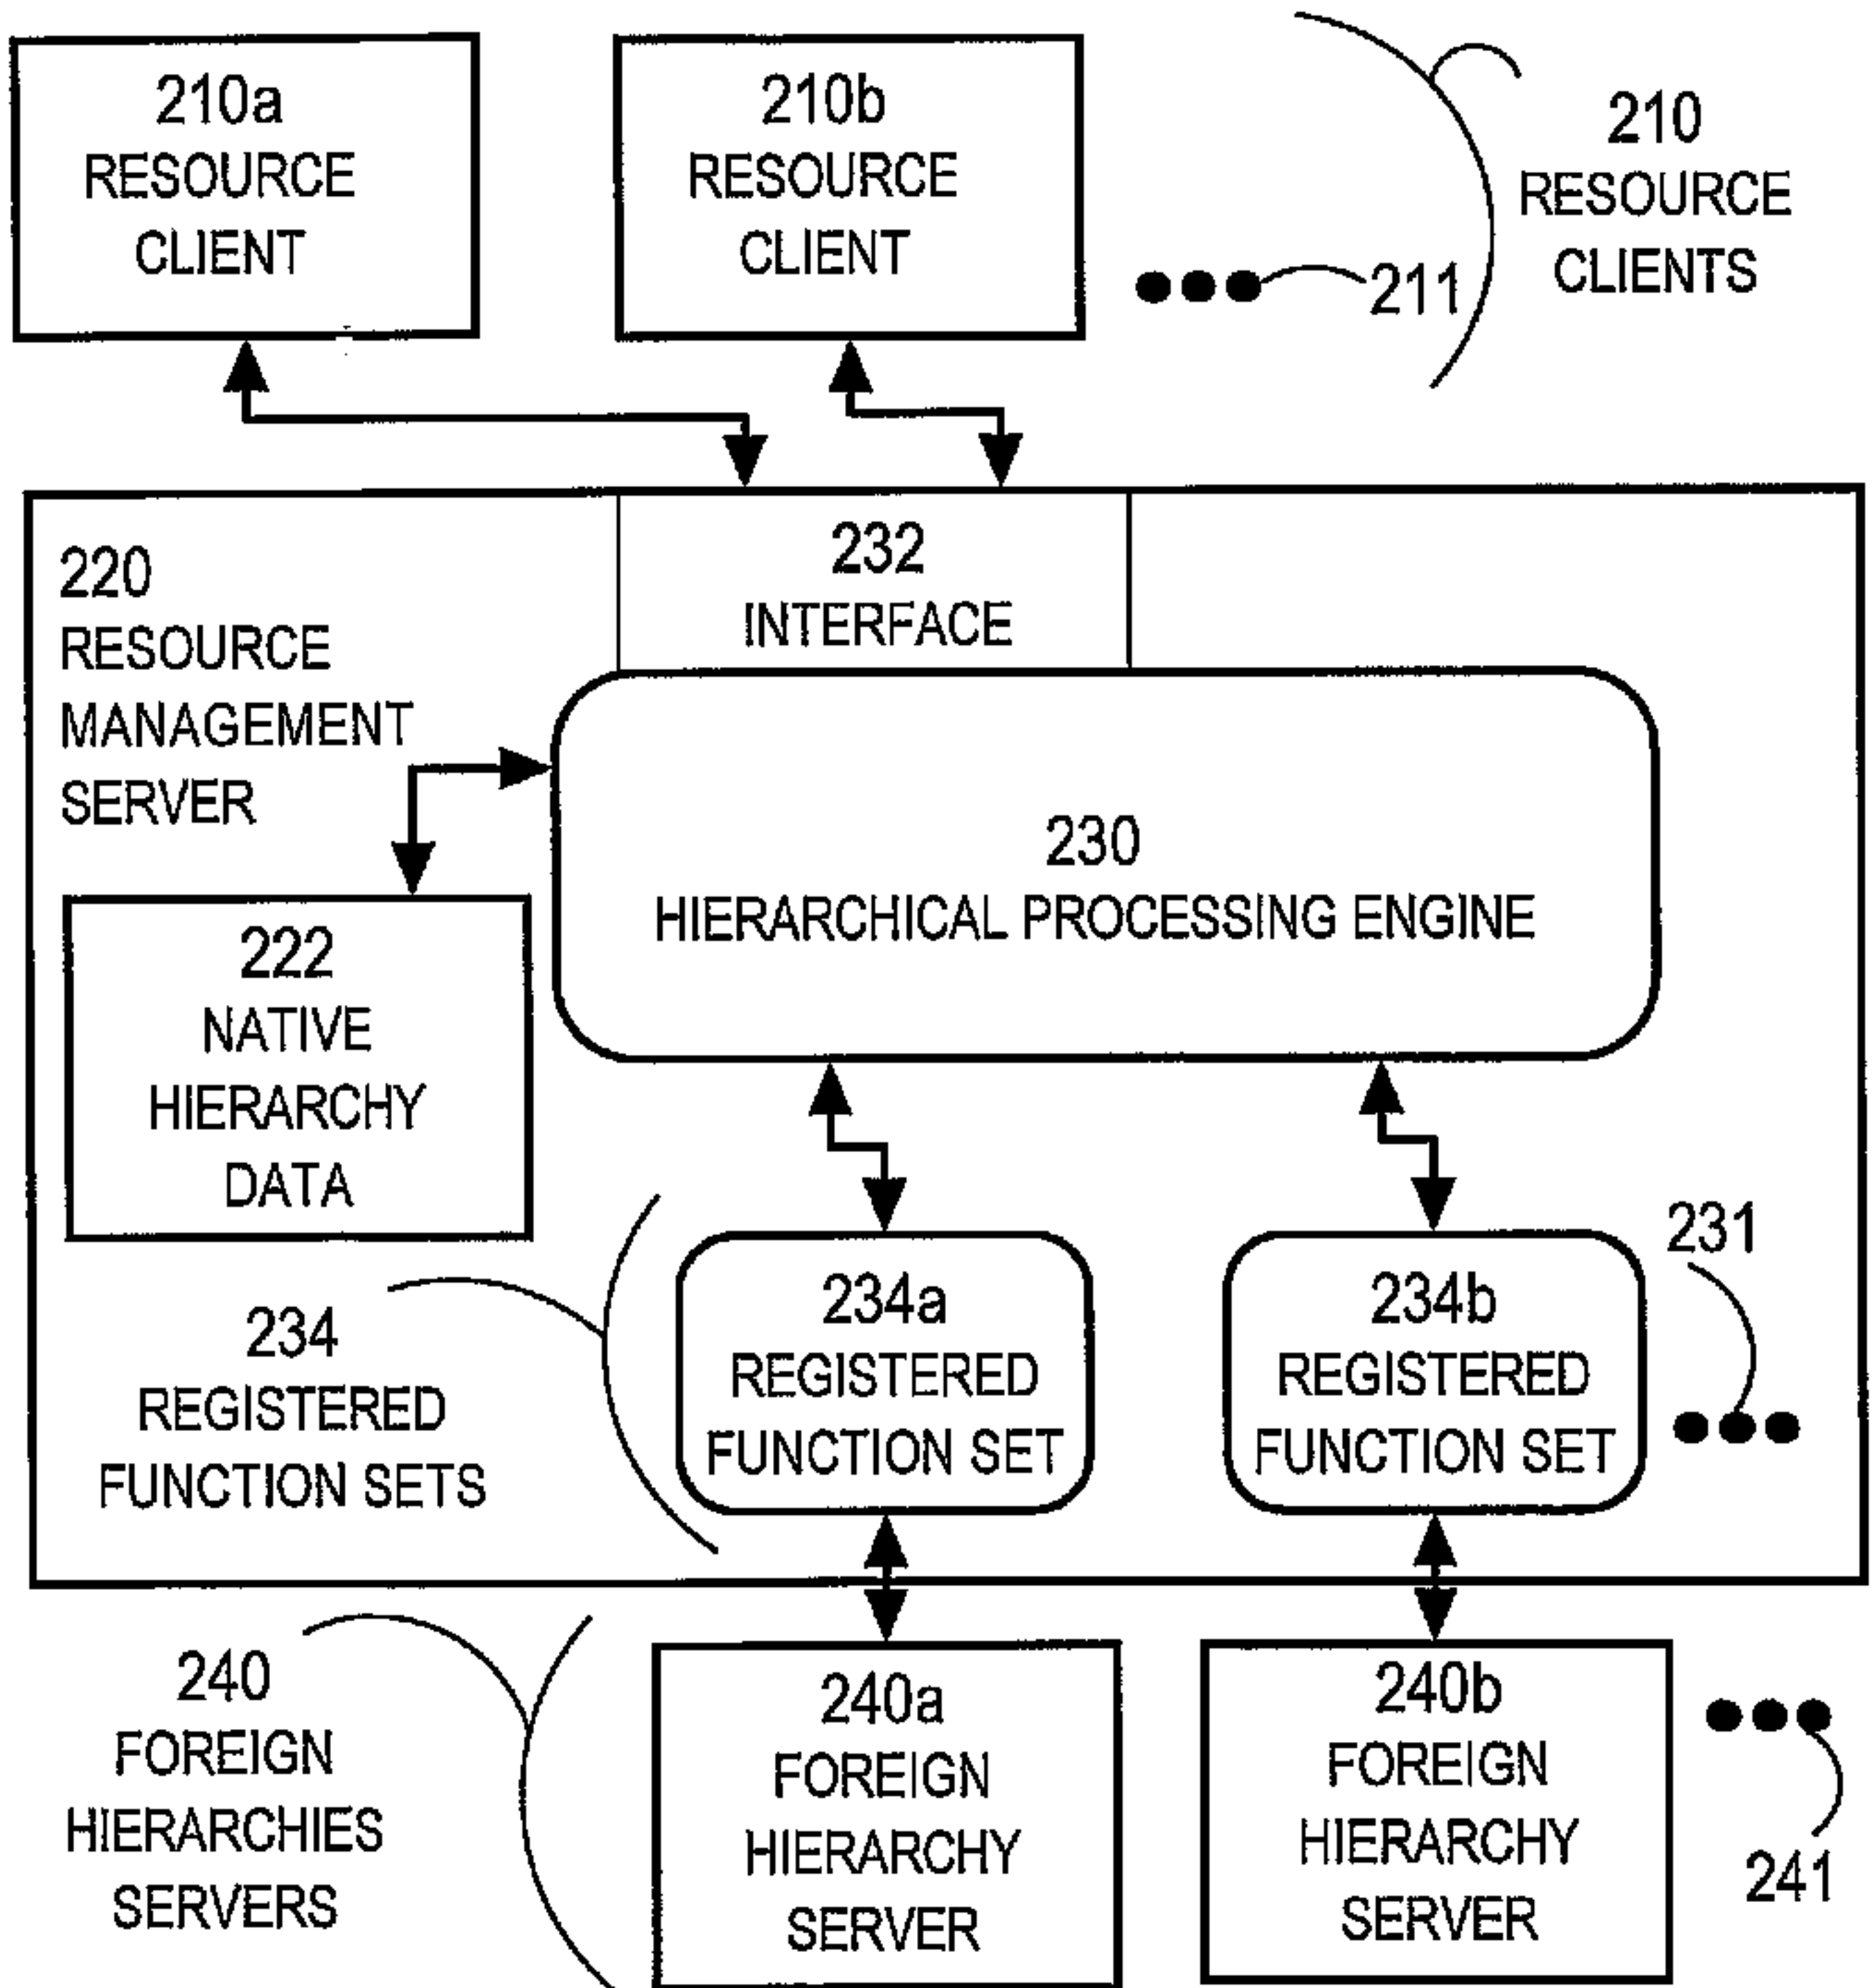 210a
RESOURCE
CLIENT
210b
RESOURCE
CLIENT
210
RESOURCE
CLIENTS
211
220
RESOURCE
MANAGEMENT
SERVER
232
INTERFACE
230
HIERARCHICAL PROCESSING ENGINE
222
NATIVE
HIERARCHY
DATA
234
REGISTERED
FUNCTION SETS
234a
REGISTERED
FUNCTION SET
234b
REGISTERED
FUNCTION SET
231
240
FOREIGN
HIERARCHIES
SERVERS
240a
FOREIGN
HIERARCHY
SERVER
240b
FOREIGN
HIERARCHY
SERVER
241